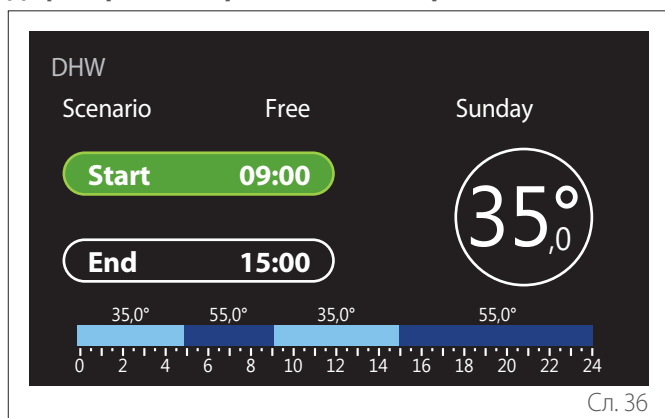 DHW
Scenario Free Sunday
Start 09:00
35,0°
End 15:00
35,0° 55,0° 35,0° 55,0°
0 2 4 6 8 10 12 14 16 18 20 22 24
Сл. 36